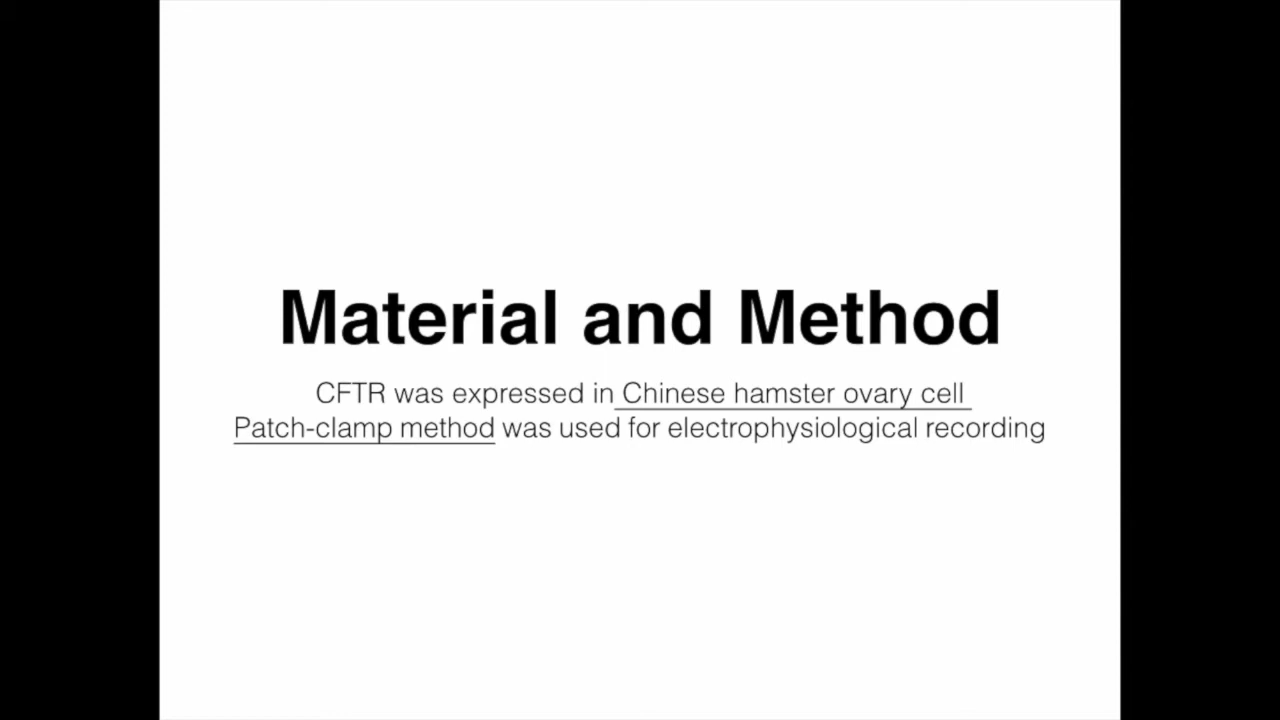 Material and Method
CFTR was expressed in Chinese hamster ovary cell
Patch-clamp method was used for electrophysiological recording